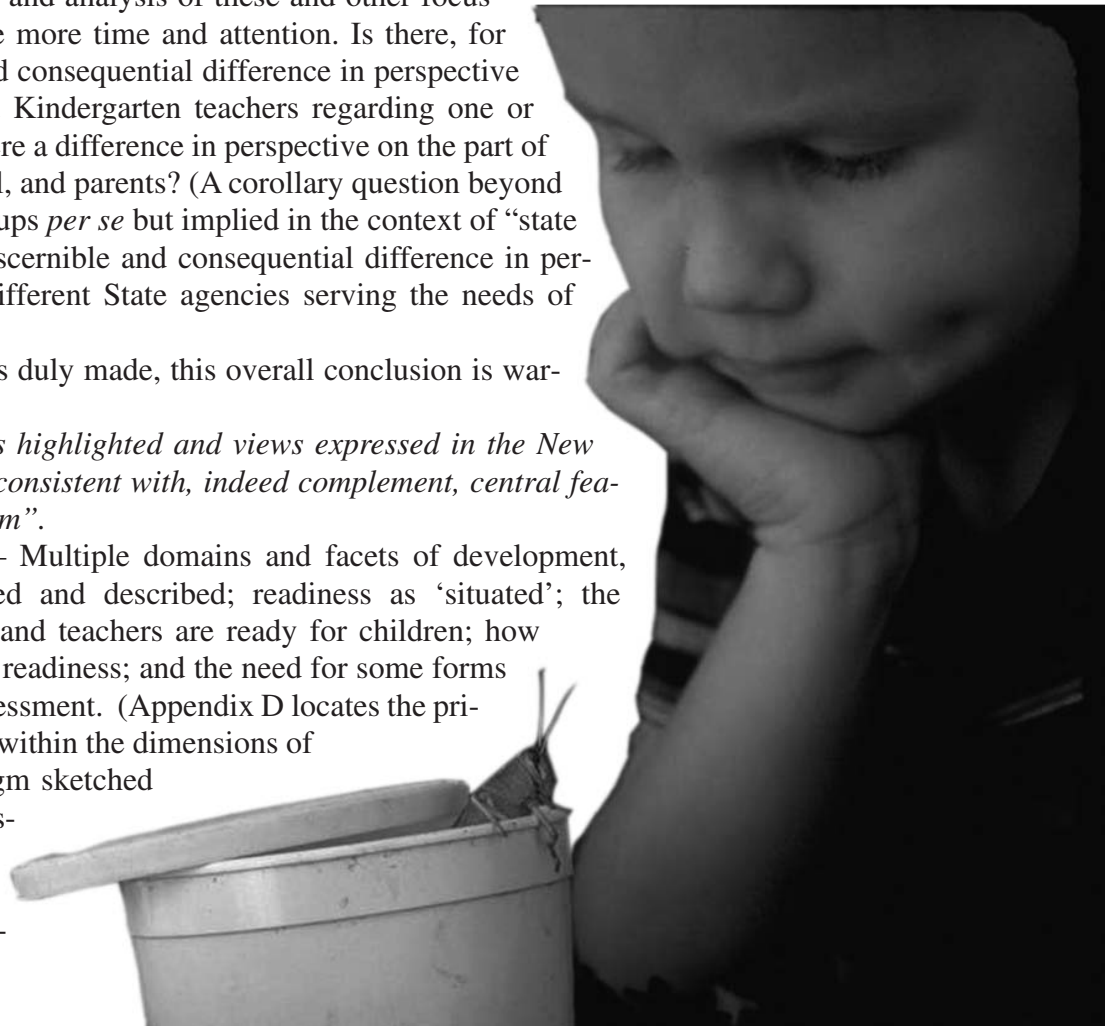 and analysis of these and other focus
more time and attention. Is there, for
consequential difference in perspective
Kindergarten teachers regarding one or
re a difference in perspective on the part of
l, and parents? (A corollary question beyond
ups per se but implied in the context of “state
scernible and consequential difference in per-
ifferent State agencies serving the needs of
s duly made, this overall conclusion is war-
s highlighted and views expressed in the New
consistent with, indeed complement, central fea-
m”.
– Multiple domains and facets of development,
ed and described; readiness as ‘situated’; the
and teachers are ready for children; how
readiness; and the need for some forms
essment. (Appendix D locates the pri-
within the dimensions of
gm sketched
s-
-